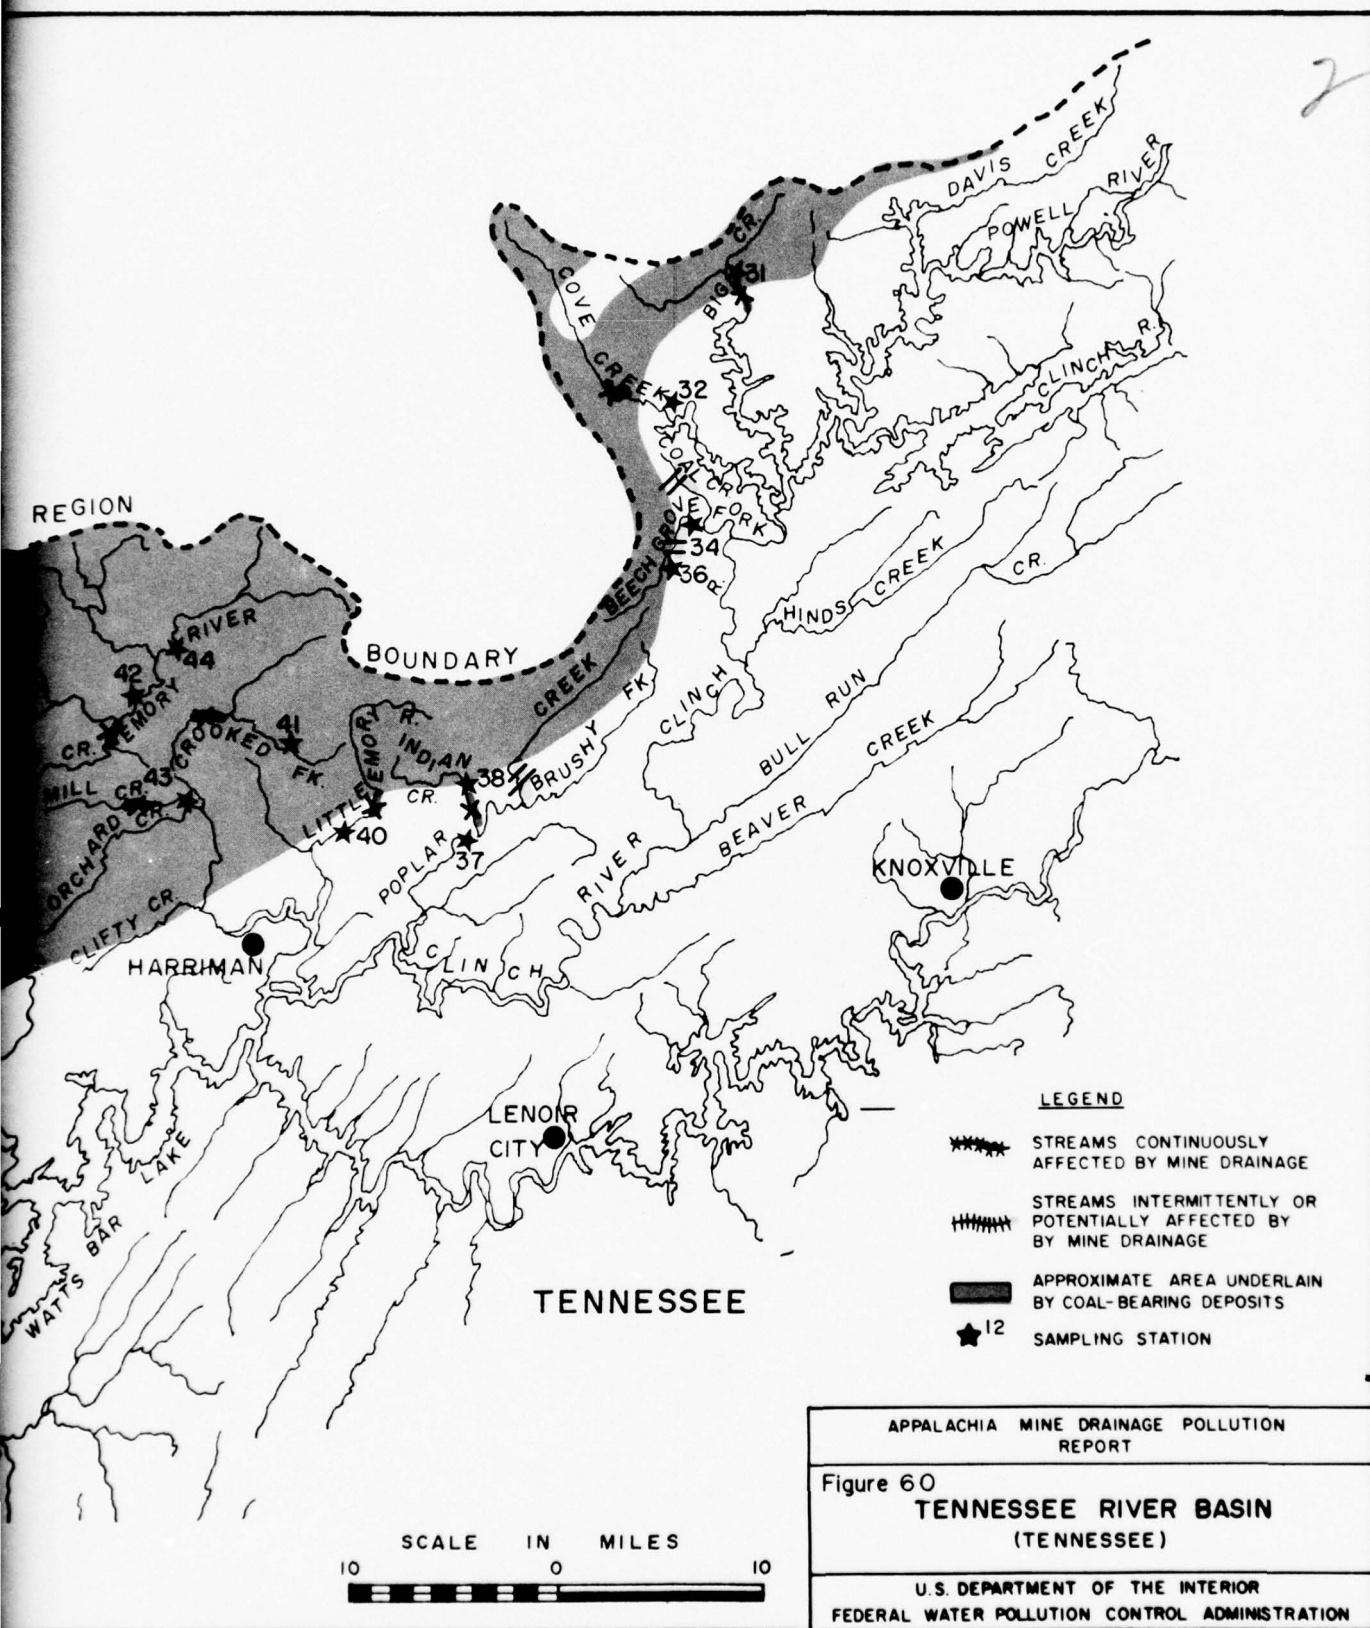 2
DAVIS CREEK
POWELL RIVER
BIG CR.
31
COVE CREEK
32
CLINCH R.
COAL CR.
REGION
BEECH GROVE FORK
34
36
R.
HINDS CREEK
CR.
RIVER
44
BOUNDARY
42
EMORY
CREEK
BRUSHY FK
CLINCH
BULL RUN
CREEK
41
CROOKED
FK.
LITTLE EMORY R.
INDIAN
CR.
38
CR.
MILL CR.
43
ORCHARD CR.
40
POPLAR
37
RIVER
BEAVER
KNOXVILLE
CLIFTY CR.
HARRIMAN
CLINCH
LENOIR
CITY
WATTS BAR LAKE
TENNESSEE
LEGEND
STREAMS CONTINUOUSLY
AFFECTED BY MINE DRAINAGE
STREAMS INTERMITTENTLY OR
POTENTIALLY AFFECTED BY
BY MINE DRAINAGE
APPROXIMATE AREA UNDERLAIN
BY COAL-BEARING DEPOSITS
12
SAMPLING STATION
APPALACHIA MINE DRAINAGE POLLUTION
REPORT
Figure 60
TENNESSEE RIVER BASIN
(TENNESSEE)
U.S. DEPARTMENT OF THE INTERIOR
FEDERAL WATER POLLUTION CONTROL ADMINISTRATION
SCALE IN MILES
10 0 10